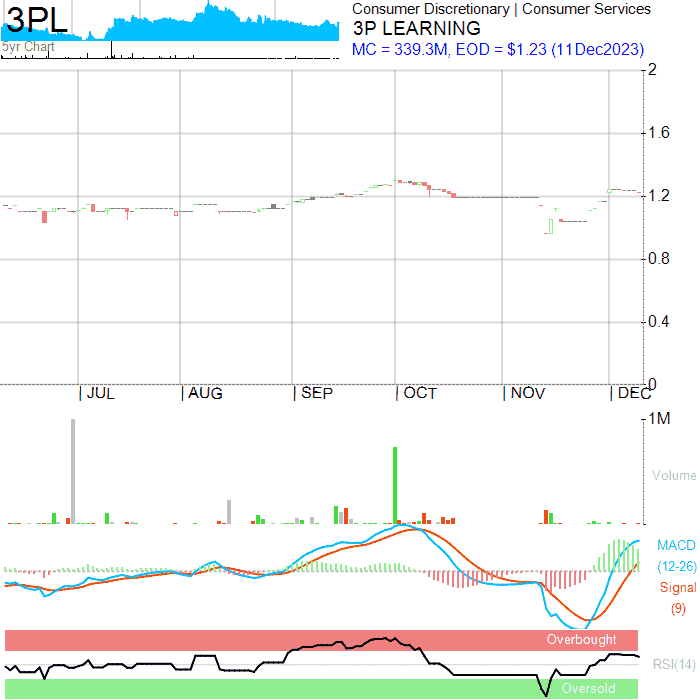 3PL
5yr Chart
Consumer Discretionary | Consumer Services
3P LEARNING
MC = 339.3M, EOD = $1.23 (11Dec2023)
2
1.6
1.2
0.8
0.4
0
JUL AUG SEP OCT NOV DEC
1M
Volume
MACD
(12-26)
Signal
(9)
Overbought
RSI(14)
Oversold